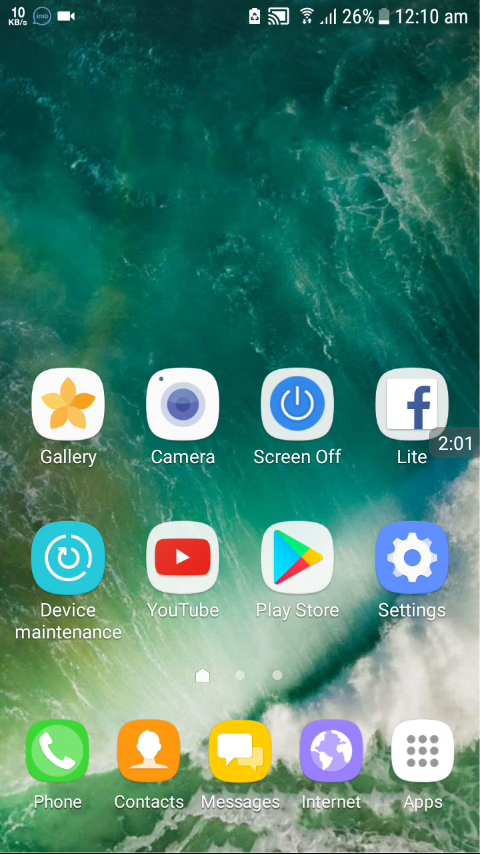 10
KB/s
imo
26%
12:10 am
Gallery
Camera
Screen Off
Lite
2:01
Device
maintenance
YouTube
Play Store
Settings
Phone
Contacts
Messages
Internet
Apps